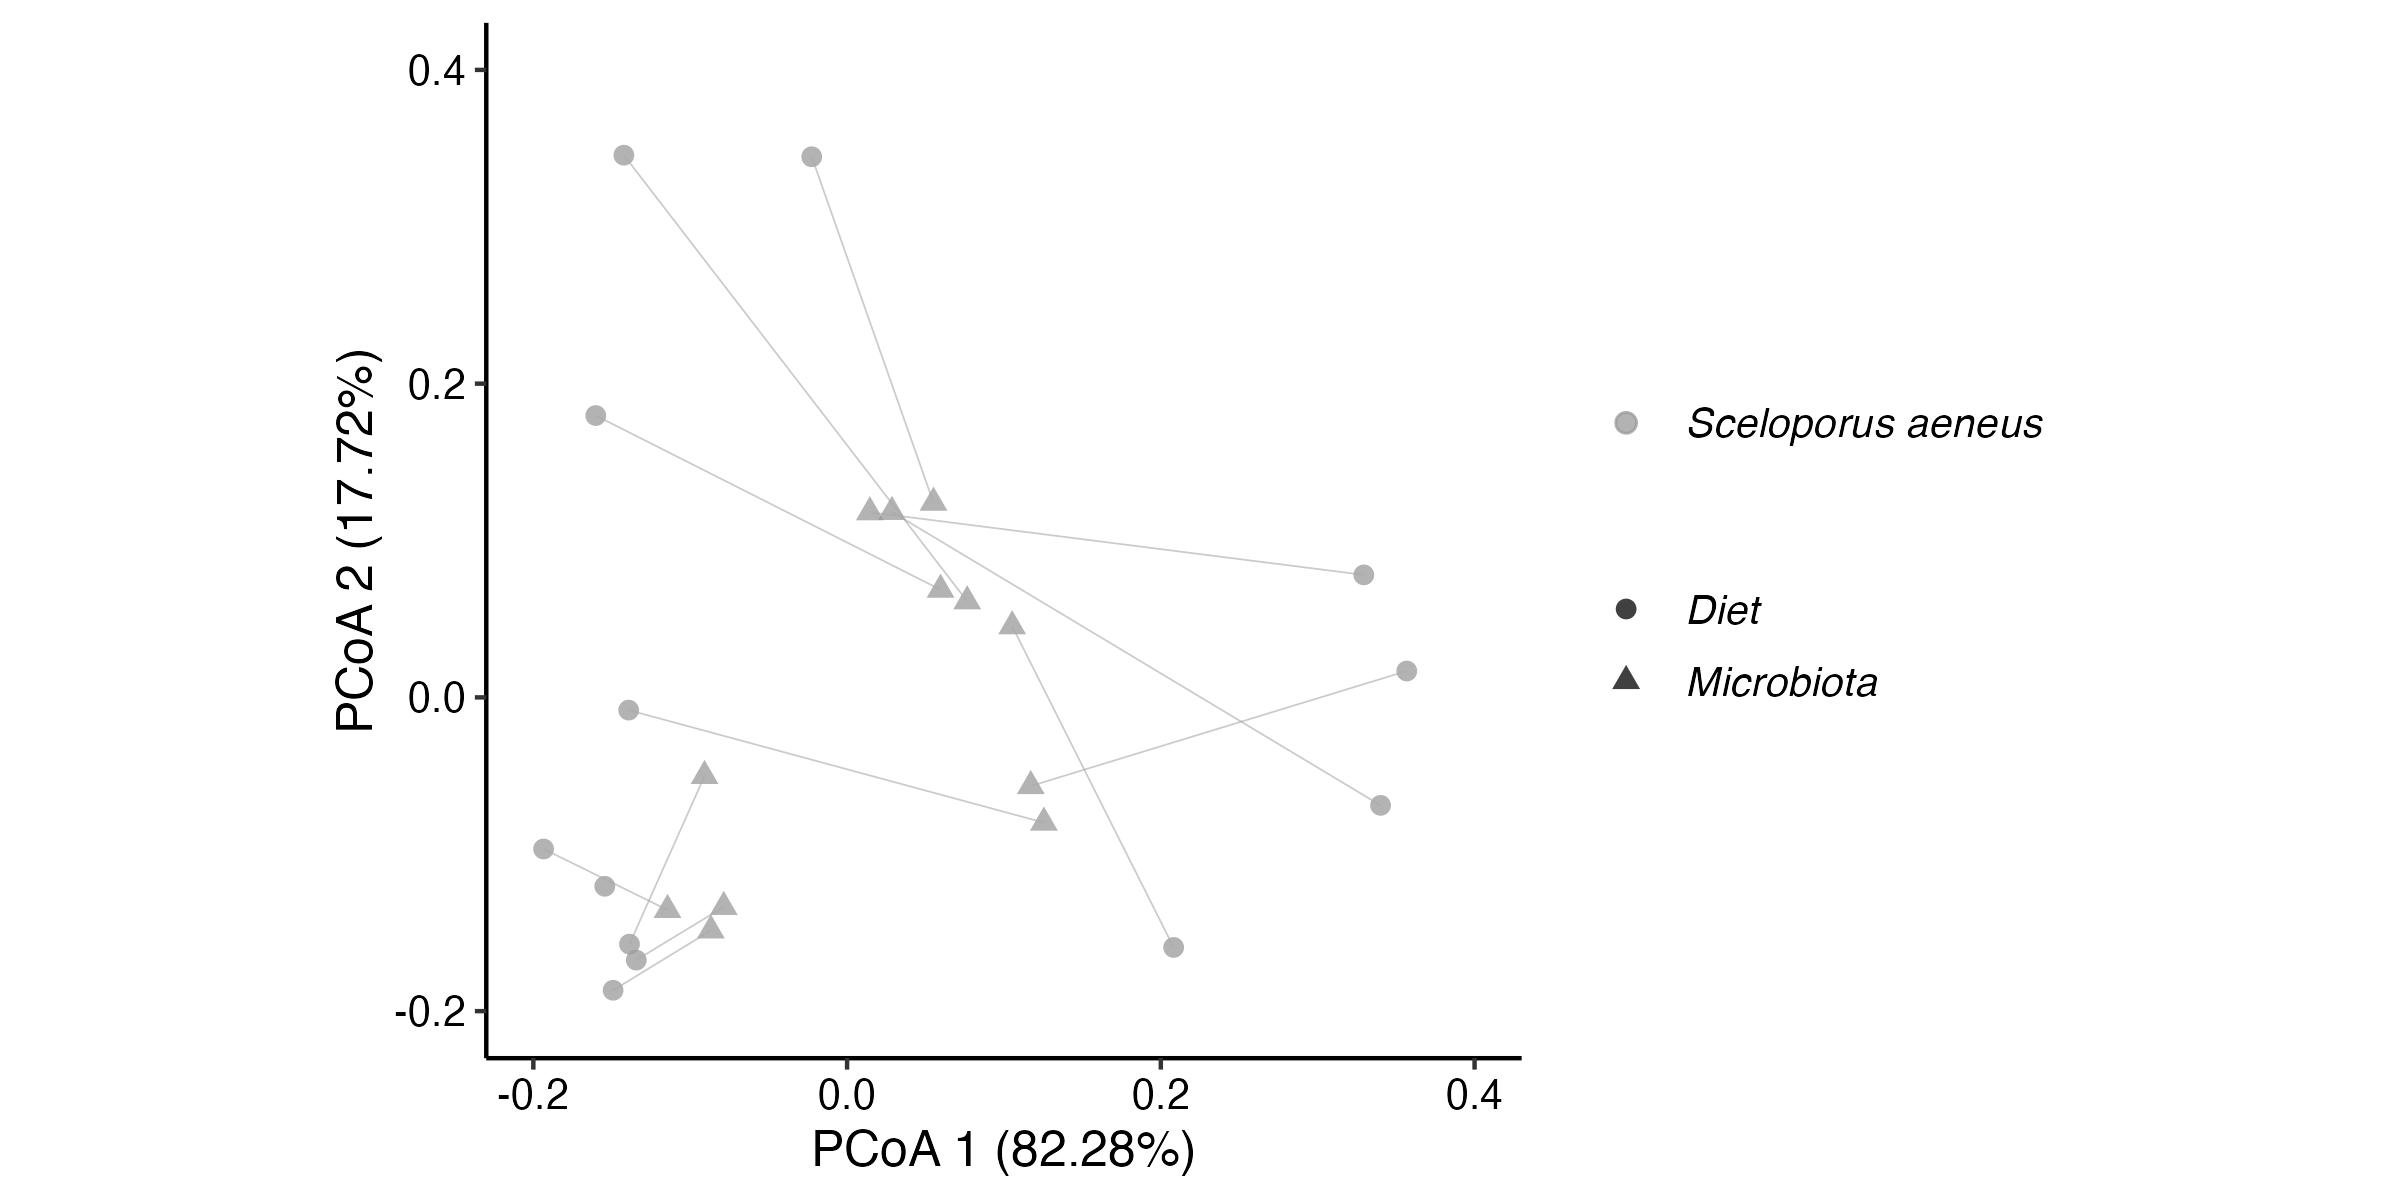 0.4
0.2
0.0
-0.2
PCoA 2 (17.72%)
-0.2 0.0 0.2 0.4
PCoA 1 (82.28%)
Sceloporus aeneus
Diet
Microbiota